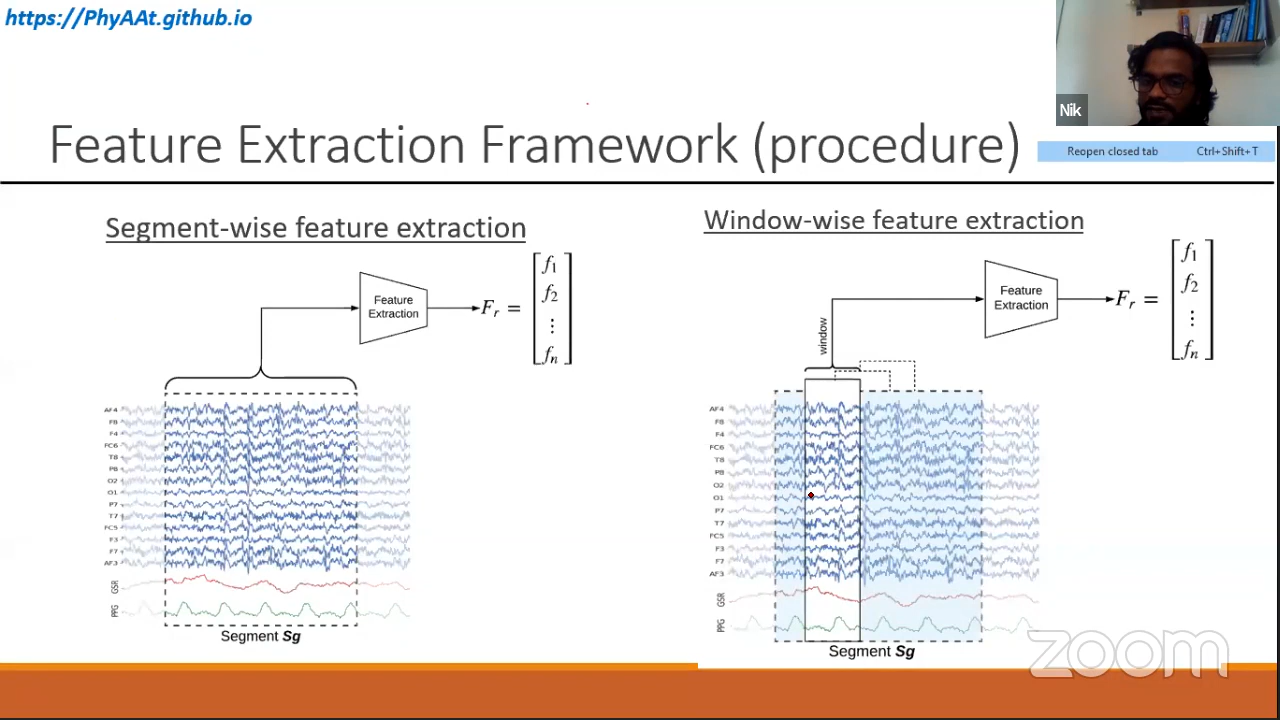 https://PhyAAt.github.io
Nik
Reopen closed tab Ctrl+Shift+T
Feature Extraction Framework (procedure)
Segment-wise feature extraction
Feature
Extraction
Fr =
f1
f2
⋮
fn
AF4
F8
F4
FC6
T8
P8
O2
O1
P7
T7
FC5
F3
F7
AF3
GSR
PPG
Segment Sg
Window-wise feature extraction
Feature
Extraction
Fr =
f1
f2
⋮
fn
window
AF4
F8
F4
FC6
T8
P8
O2
O1
P7
T7
FC5
F3
F7
AF3
GSR
PPG
Segment Sg
zoom